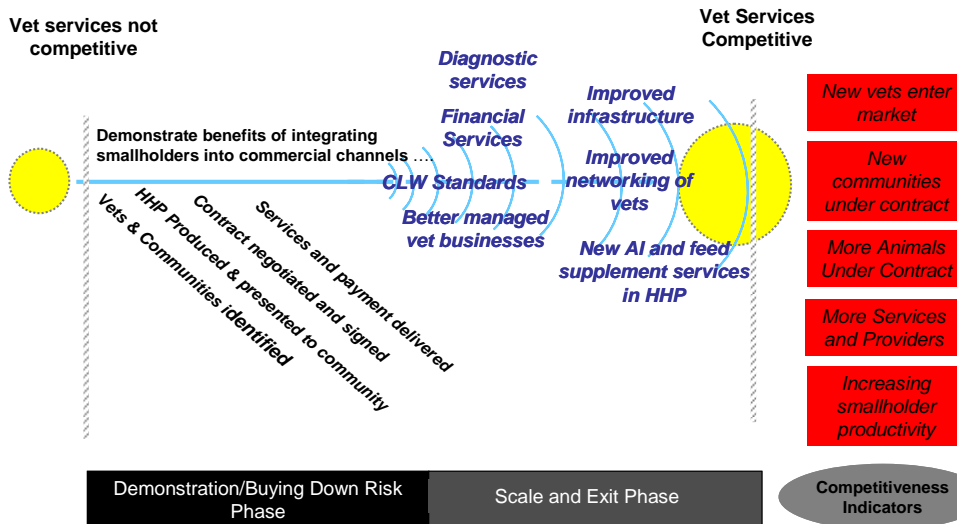 Vet services not
competitive
Vet Services
Competitive
Demonstrate benefits of integrating
smallholders into commercial channels ....
Vets & Communities identified
HHP Produced & presented to community
Contract negotiated and signed
Services and payment delivered
Diagnostic
services
Financial
Services
CLW Standards
Better managed
vet businesses
Improved
infrastructure
Improved
networking of
vets
New AI and feed
supplement services
in HHP
New vets enter
market
New
communities
under contract
More Animals
Under Contract
More Services
and Providers
Increasing
smallholder
productivity
Demonstration/Buying Down Risk
Phase
Scale and Exit Phase
Competitiveness
Indicators